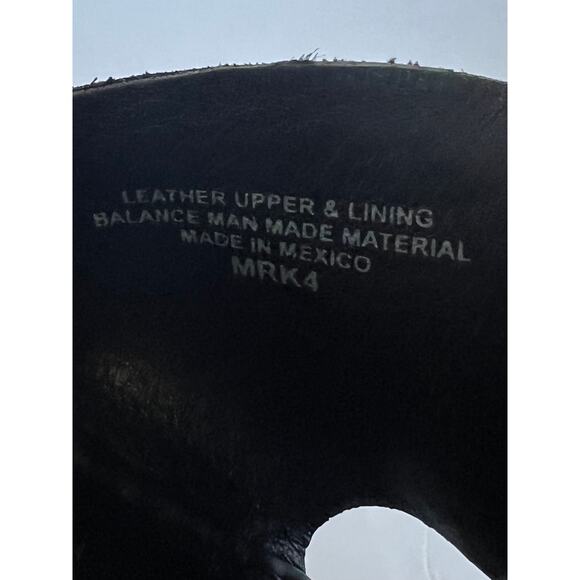 LEATHER UPPER & LINING
BALANCE MAN MADE MATERIAL
MADE IN MEXICO
MRK4